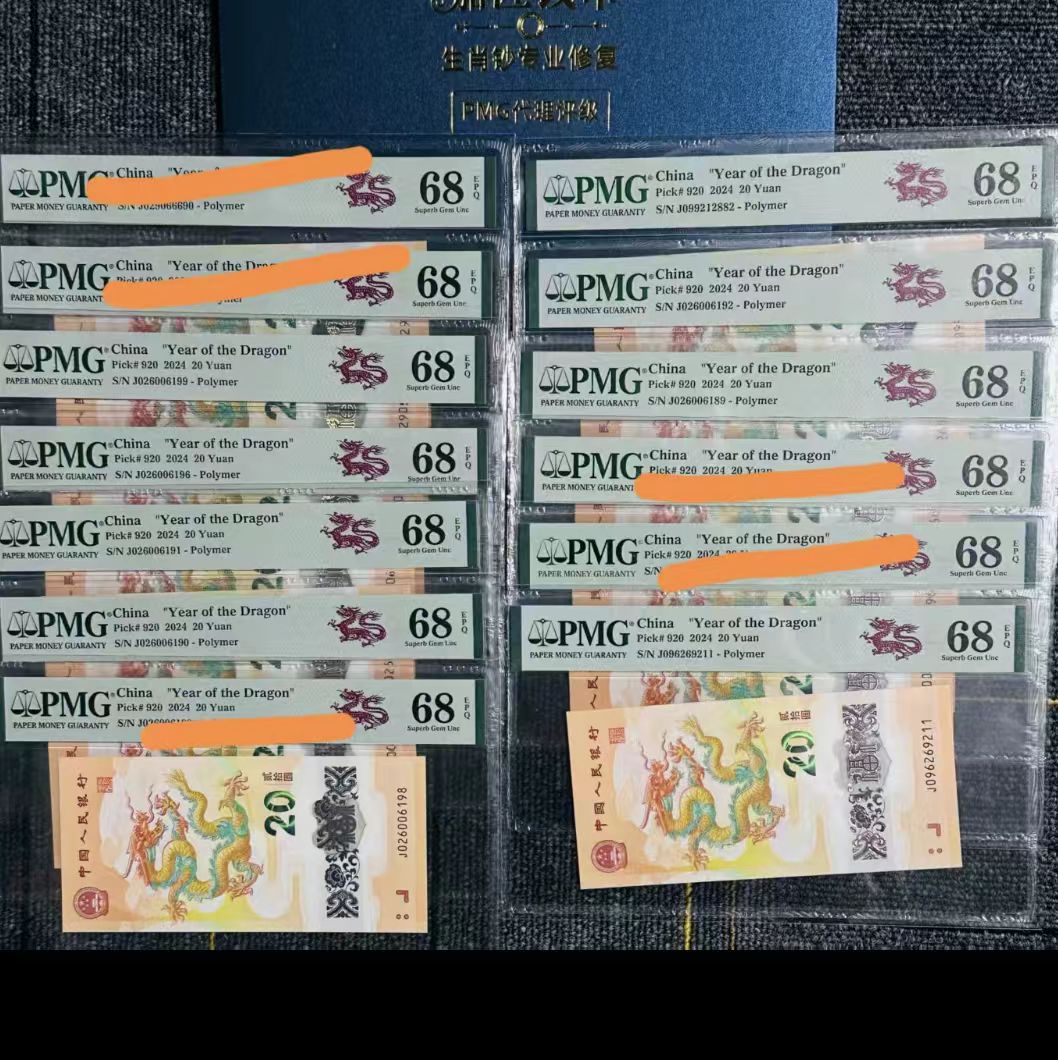 生肖钞专业修复
PMG代理评级
PMG
China
PAPER MONEY GUARANTY
S/N J029066690 - Polymer
68
EPQ
Superb Gem Unc
PMG
China "Year of the
68
EPQ
Superb Gem Unc
PMG
China "Year of the Dragon"
Pick# 920 2024 20 Yuan
PAPER MONEY GUARANTY
S/N J026006199 - Polymer
68
EPQ
Superb Gem Unc
PMG
China "Year of the Dragon"
Pick# 920 2024 20 Yuan
PAPER MONEY GUARANTY
S/N J026006196 - Polymer
68
EPQ
Superb Gem Unc
PMG
China "Year of the Dragon"
Pick# 920 2024 20 Yuan
PAPER MONEY GUARANTY
S/N J026006191 - Polymer
68
EPQ
Superb Gem Unc
PMG
China "Year of the Dragon"
Pick# 920 2024 20 Yuan
PAPER MONEY GUARANTY
S/N J026006190 - Polymer
68
EPQ
Superb Gem Unc
PMG
China "Year of the Dragon"
Pick# 920 2024 20 Yuan
PAPER MONEY GUARANTY
S/N
68
EPQ
Superb Gem Unc
中国人民银行
贰拾圆
20
J026006198
PMG
China "Year of the Dragon"
Pick# 920 2024 20 Yuan
PAPER MONEY GUARANTY
S/N J099212882 - Polymer
68
EPQ
Superb Gem Unc
PMG
China "Year of the Dragon"
Pick# 920 2024 20 Yuan
PAPER MONEY GUARANTY
S/N J026006192 - Polymer
68
EPQ
Superb Gem Unc
PMG
China "Year of the Dragon"
Pick# 920 2024 20 Yuan
PAPER MONEY GUARANTY
S/N J026006189 - Polymer
68
EPQ
Superb Gem Unc
PMG
China "Year of the Dragon"
Pick# 920 2024 20 Yuan
PAPER MONEY
68
EPQ
Superb Gem Unc
PMG
China "Year of the Dragon"
Pick# 920 2024
PAPER MONEY GUARANTY
S/N
68
EPQ
Superb Gem Unc
PMG
China "Year of the Dragon"
Pick# 920 2024 20 Yuan
PAPER MONEY GUARANTY
S/N J096269211 - Polymer
68
EPQ
Superb Gem Unc
中国人民银行
贰拾圆
20
J096269211